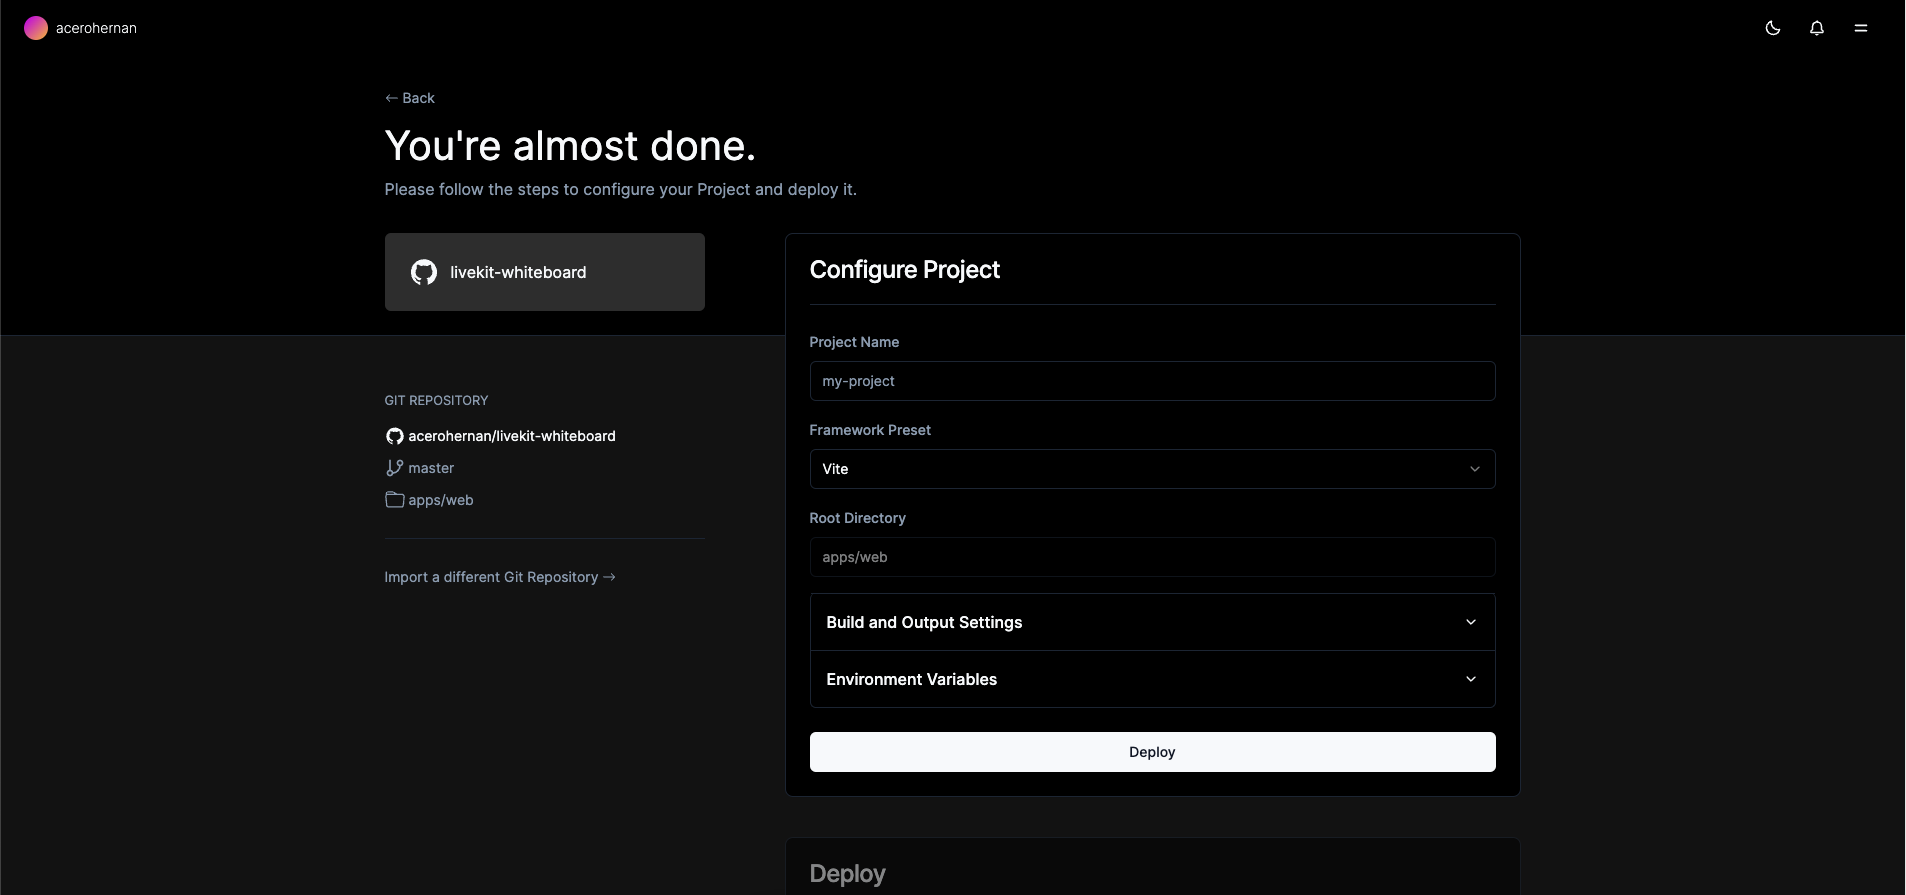 acerohernan
← Back
You're almost done.
Please follow the steps to configure your Project and deploy it.
livekit-whiteboard
GIT REPOSITORY
acerohernan/livekit-whiteboard
master
apps/web
Import a different Git Repository →
Configure Project
Project Name
my-project
Framework Preset
Vite
Root Directory
apps/web
Build and Output Settings
Environment Variables
Deploy
Deploy